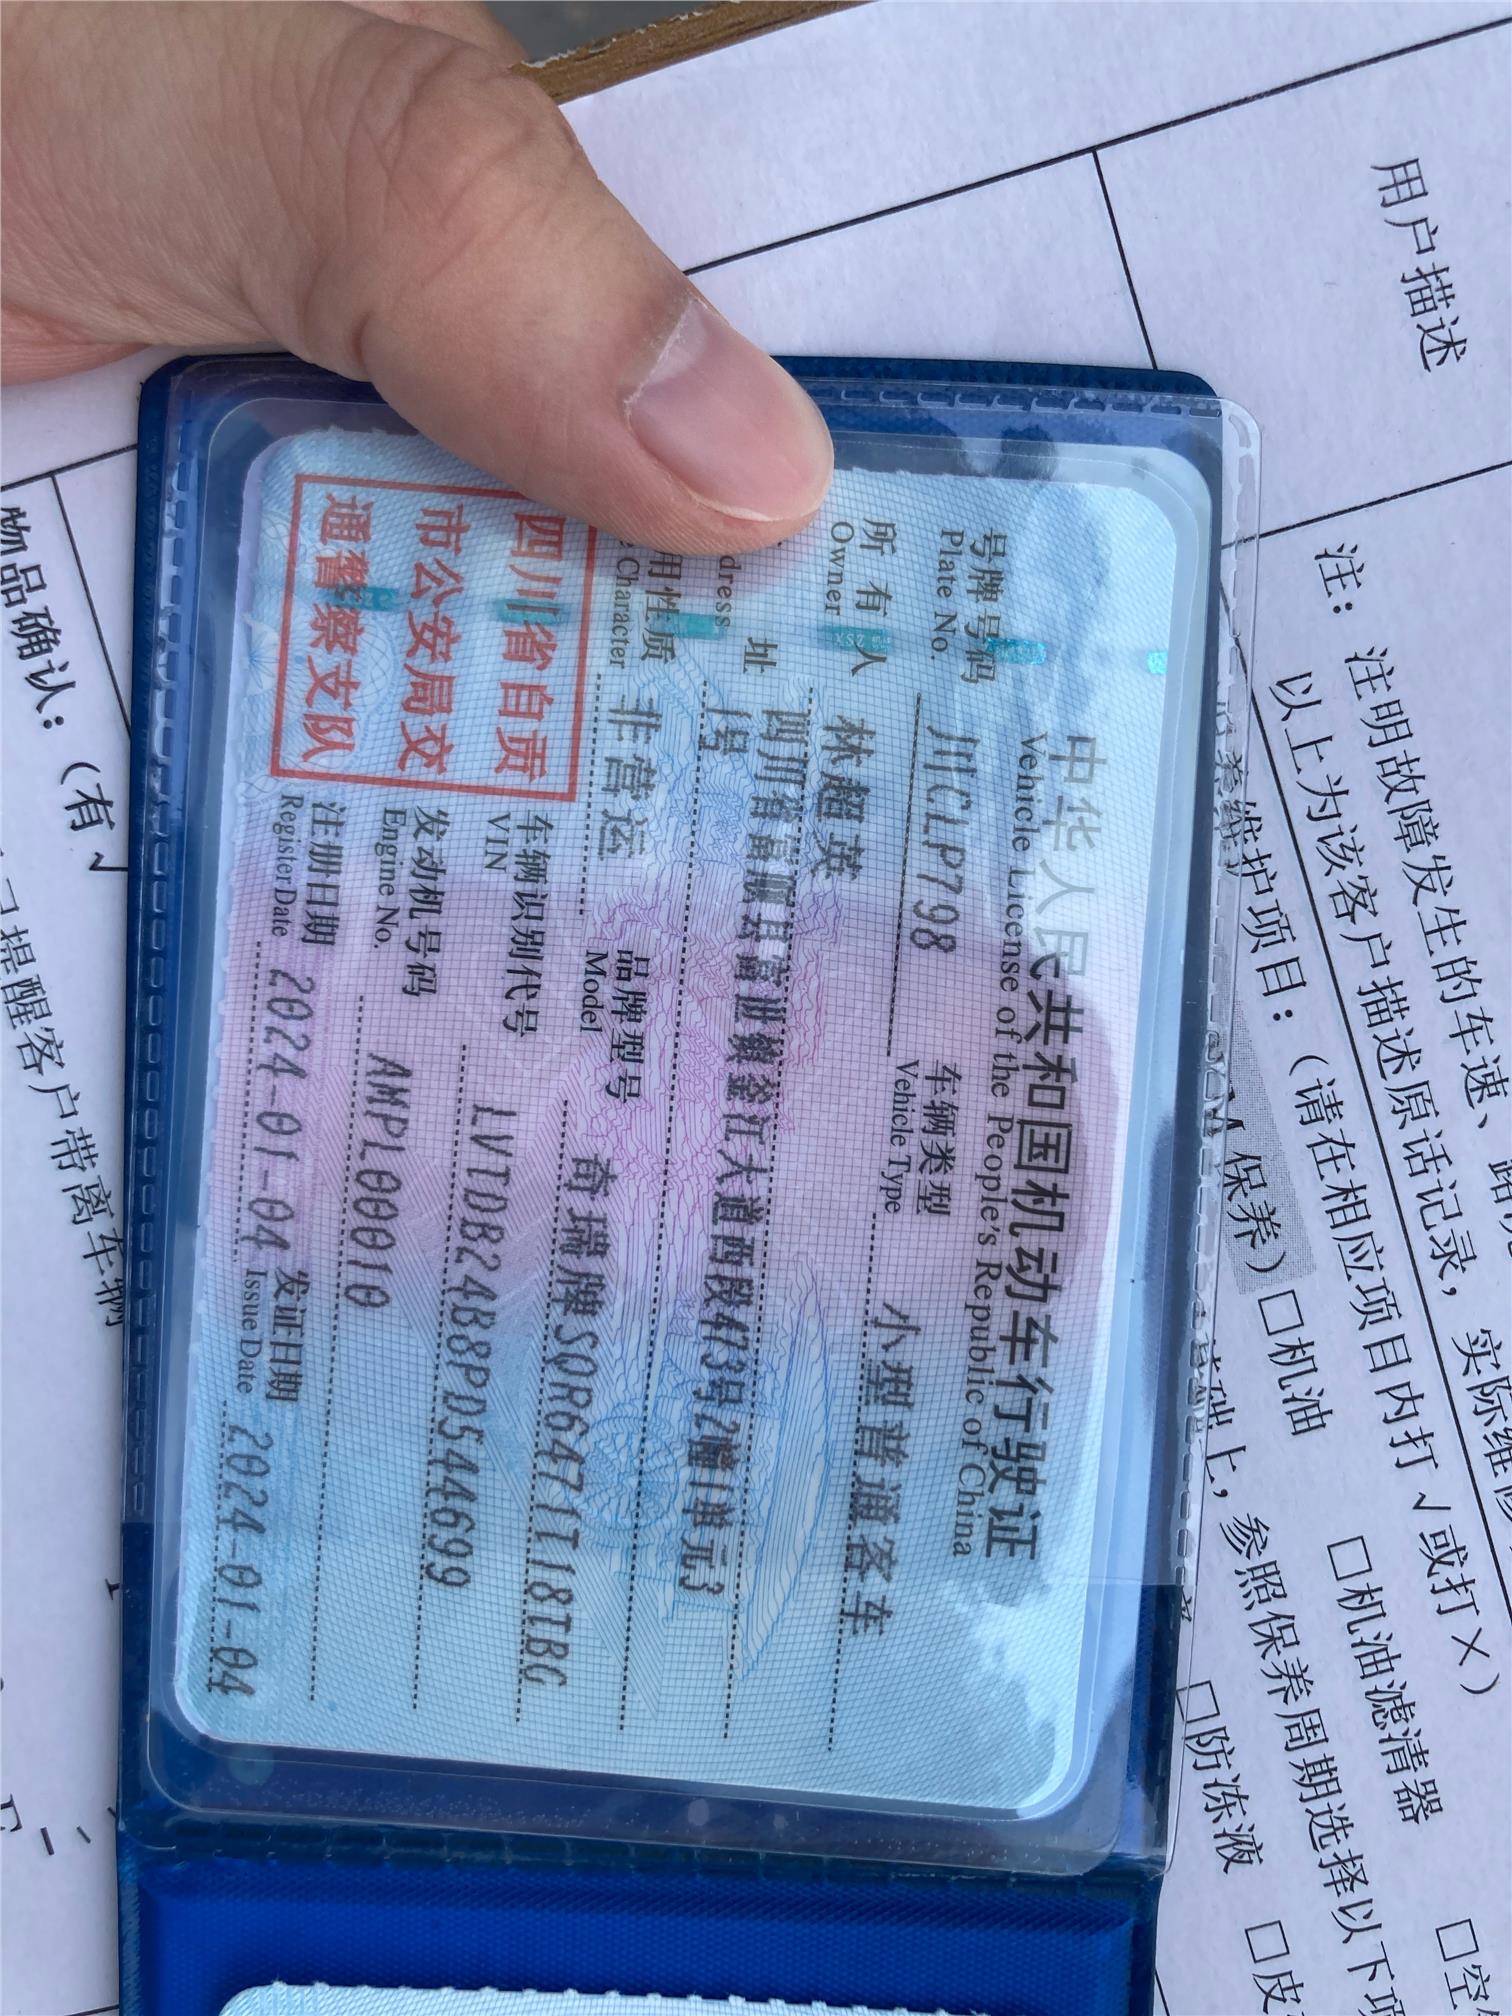 中华人民共和国机动车行驶证
Vehicle License of the People's Republic of China
号牌号码 川CLP798 车辆类型 小型普通客车
Plate No. Vehicle Type
所有人 林超英
Owner
址 四川省富顺县富世镇釜江大道西段413号2幢1单元3
dress 号
用性质 非营运 品牌型号 奇瑞牌SQR6471T18TBG
Character Model
车辆识别代号 LVTDB24B8PD544699
VIN
发动机号码 AMPL00010
Engine No.
注册日期 2024-01-04 发证日期 2024-01-04
Register Date Issue Date
四川省自贡
市公安局交
通警察支队
用户描述
注：注明故障发生的车速、路
以上为该客户描述原话记录，实际维修
维护项目：（请在相应项目内打√或打×）
保养）□机油 □机油滤清器 □空
础上，参照保养周期选择以下项
□防冻液 □皮
物品确认：（有√
提醒客户带离车辆